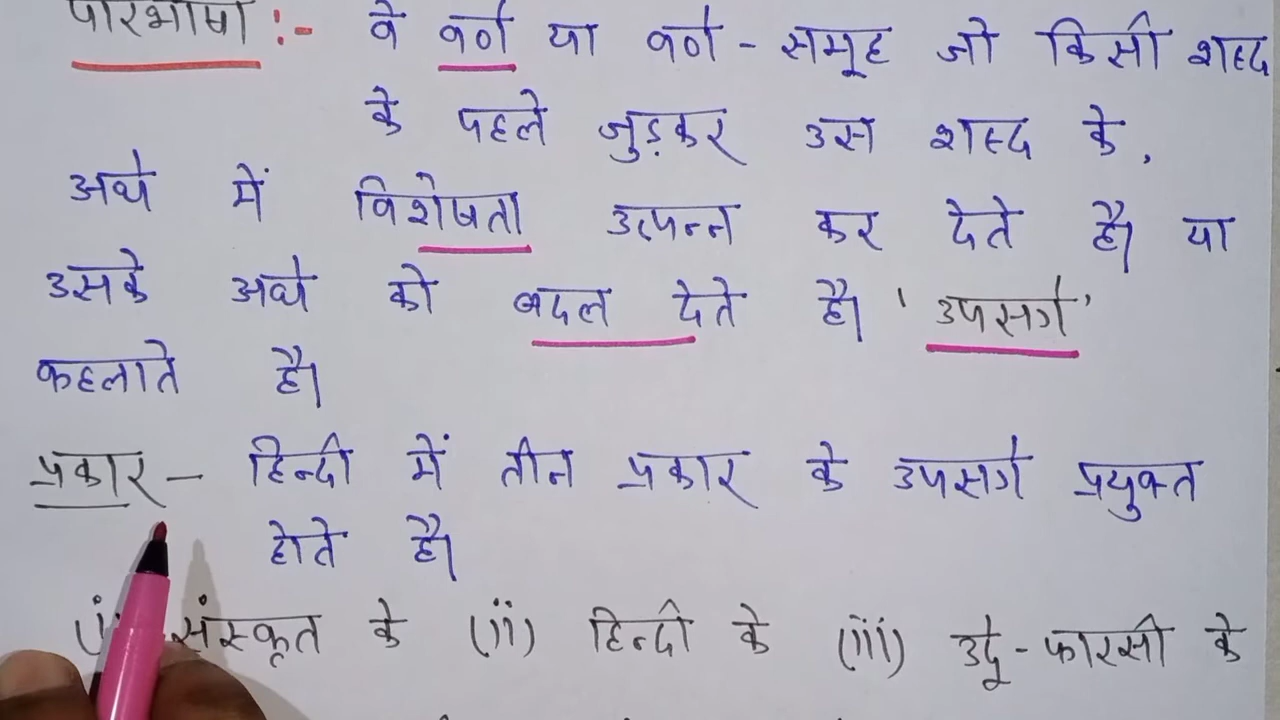 परिभाषा :- वे वर्ण या वर्ण - समूह जो किसी शब्द
के पहले जुड़कर उस शब्द के,
अर्थ में विशेषता उत्पन्न कर देते है। या
उसके अर्थ को बदल देते है। 'उपसर्ग'
कहलाते है।
प्रकार – हिन्दी में तीन प्रकार के उपसर्ग प्रयुक्त
होते है।
(i) संस्कृत के (ii) हिन्दी के (iii) उर्दू - फारसी के